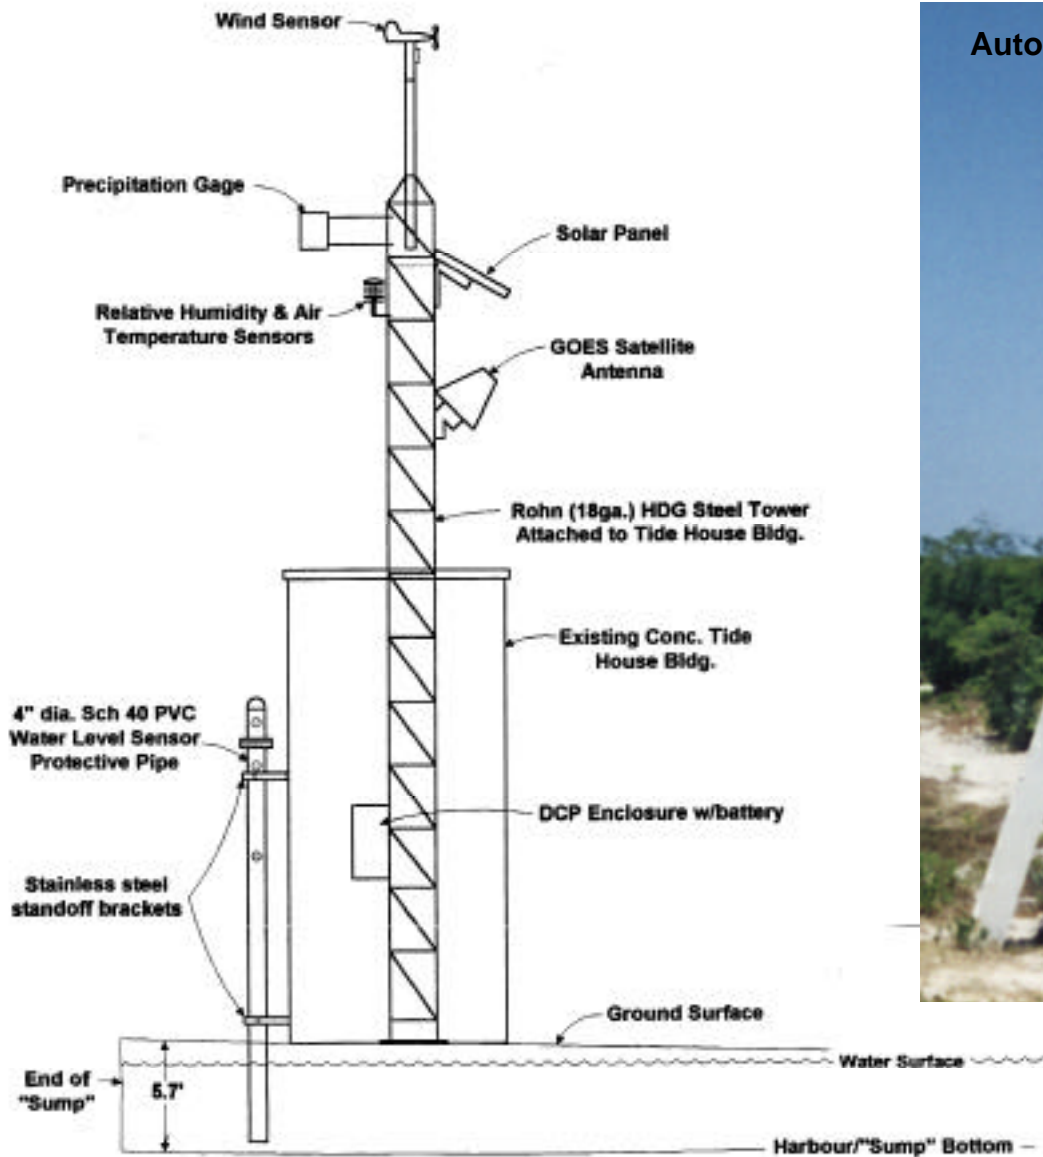 Wind Sensor
Auto
Precipitation Gage
Solar Panel
Relative Humidity & Air
Temperature Sensors
GOES Satellite
Antenna
Rohn (18ga.) HDG Steel Tower
Attached to Tide House Bldg.
Existing Conc. Tide
House Bldg.
4" dia. Sch 40 PVC
Water Level Sensor
Protective Pipe
DCP Enclosure w/battery
Stainless steel
standoff brackets
Ground Surface
Water Surface
End of
"Sump"
5.7'
Harbour/"Sump" Bottom